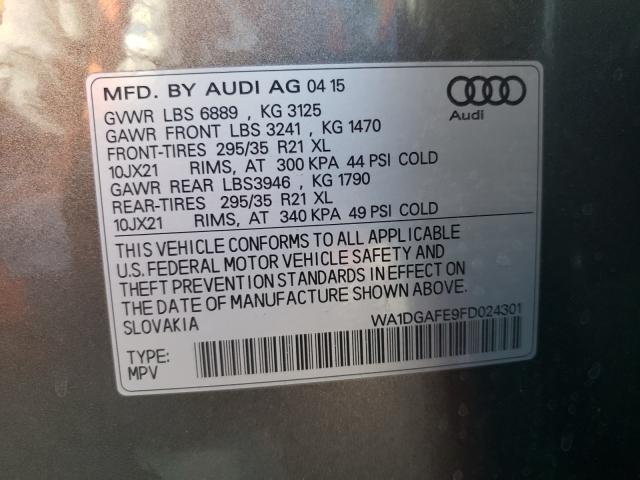 MFD. BY AUDI AG 04 15
Audi
GVWR LBS 6889 , KG 3125
GAWR FRONT LBS 3241 , KG 1470
FRONT-TIRES 295/35 R21 XL
10JX21 RIMS, AT 300 KPA 44 PSI COLD
GAWR REAR LBS3946 , KG 1790
REAR-TIRES 295/35 R21 XL
10JX21 RIMS, AT 340 KPA 49 PSI COLD
THIS VEHICLE CONFORMS TO ALL APPLICABLE
U.S. FEDERAL MOTOR VEHICLE SAFETY AND
THEFT PREVENTION STANDARDS IN EFFECT ON
THE DATE OF MANUFACTURE SHOWN ABOVE.
SLOVAKIA
WA1DGAFE9FD024301
TYPE:
MPV